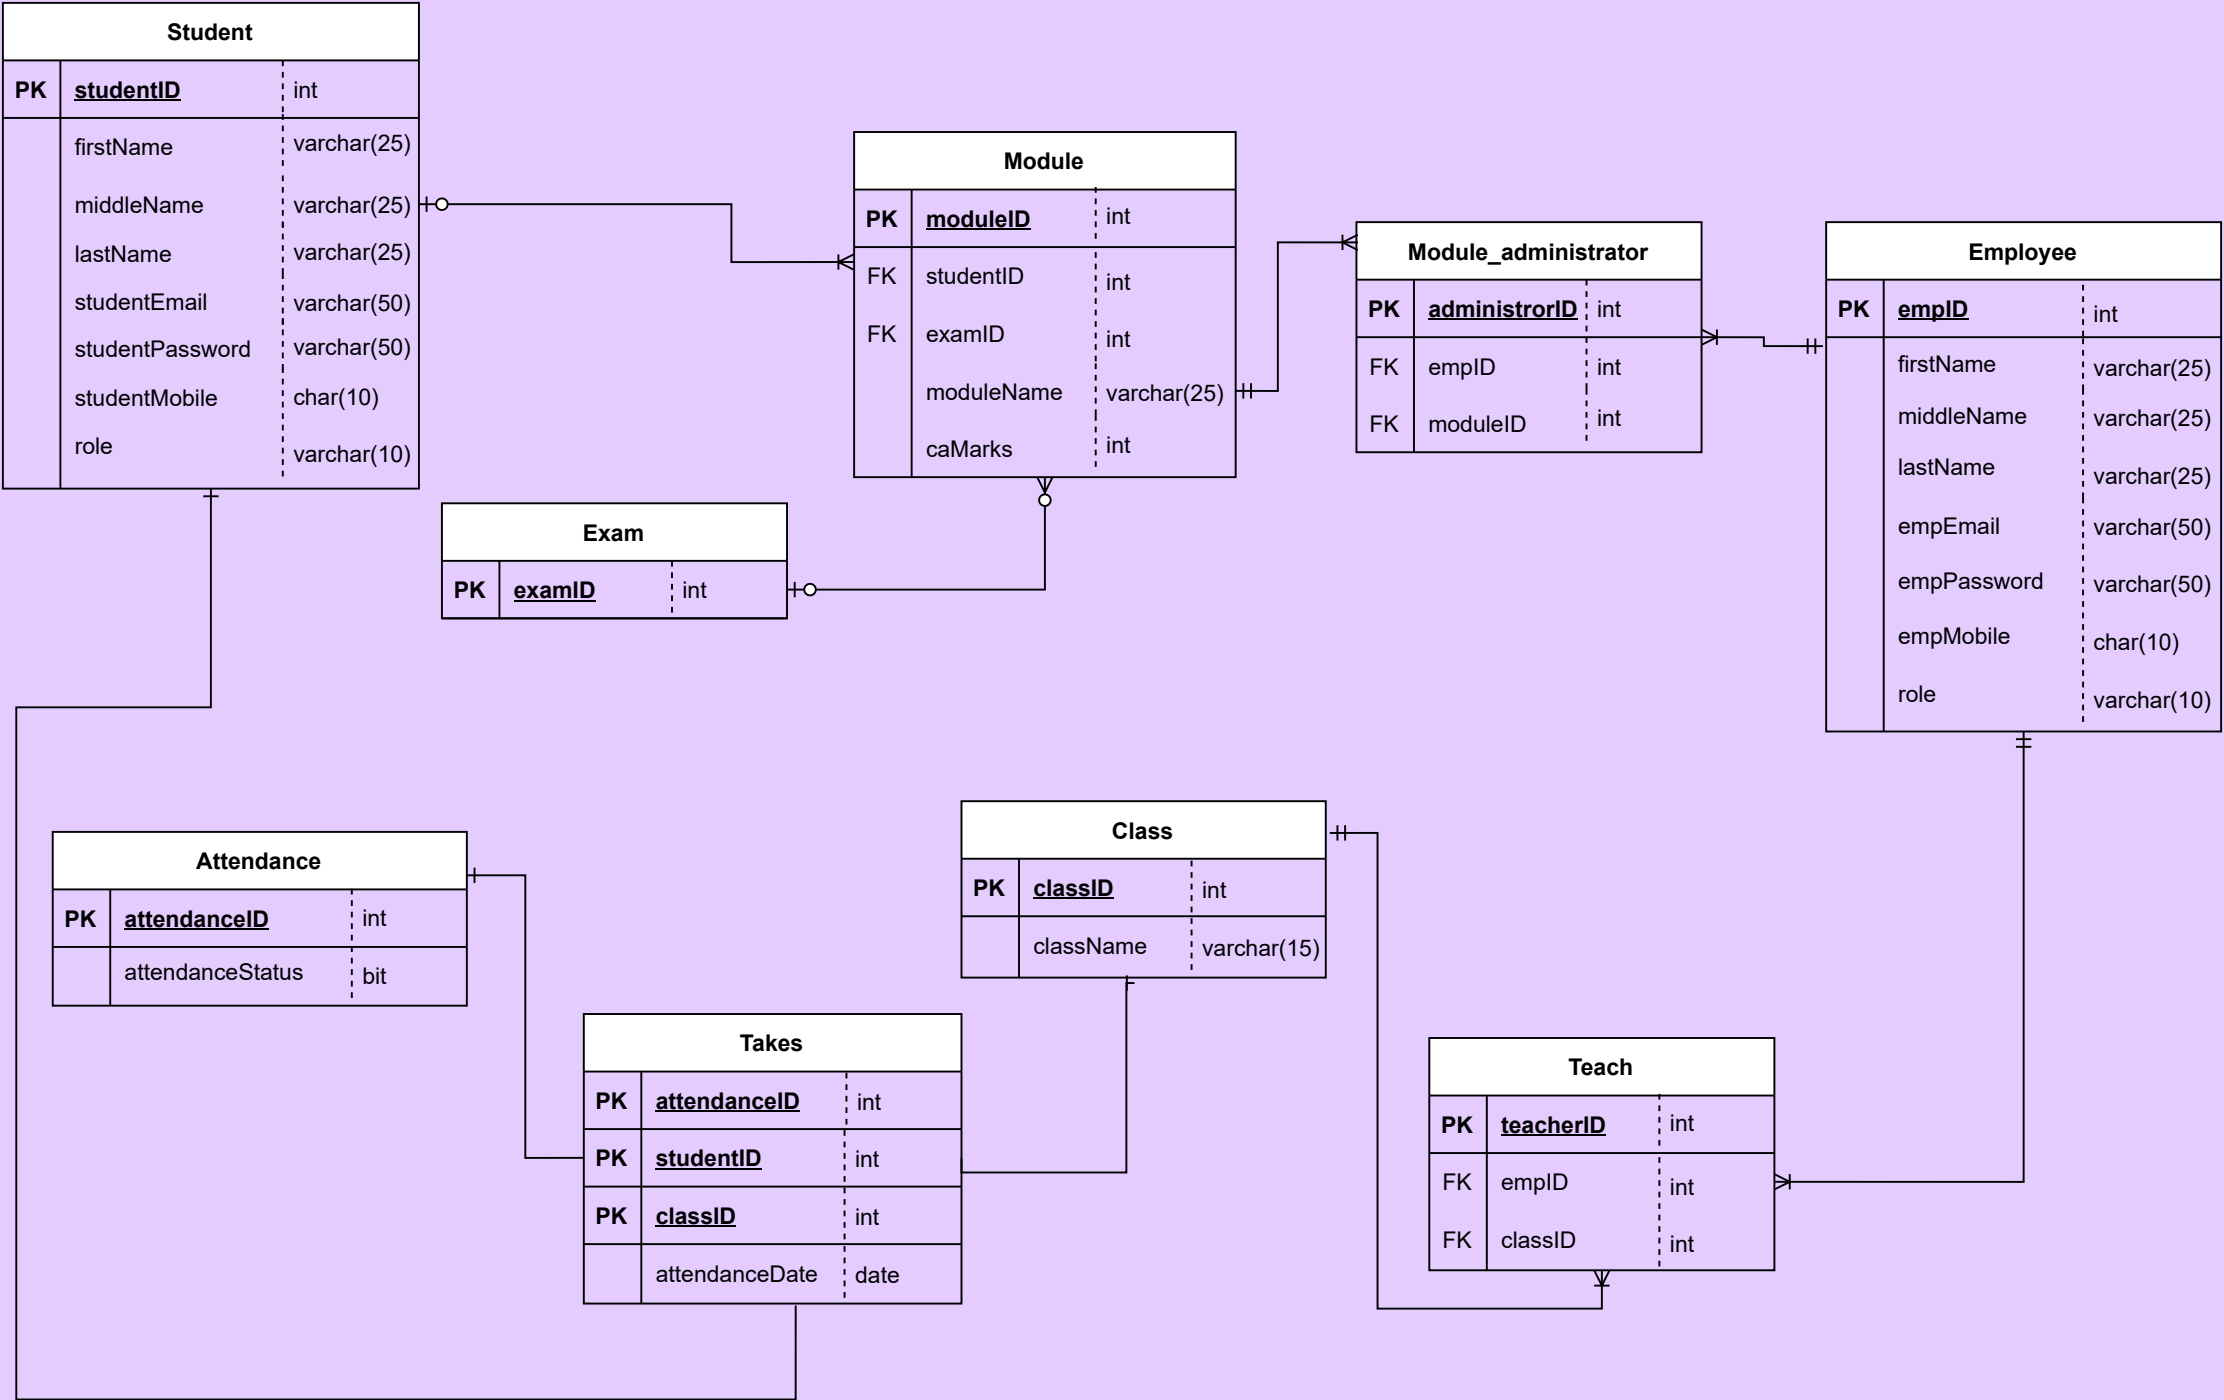 Student
PK studentID int
firstName varchar(25)
middleName varchar(25)
lastName varchar(25)
studentEmail varchar(50)
studentPassword varchar(50)
studentMobile char(10)
role varchar(10)
Module
PK moduleID int
FK studentID int
FK examID int
moduleName varchar(25)
caMarks int
Module_administrator
PK administrorID int
FK empID int
FK moduleID int
Employee
PK empID int
firstName varchar(25)
middleName varchar(25)
lastName varchar(25)
empEmail varchar(50)
empPassword varchar(50)
empMobile char(10)
role varchar(10)
Exam
PK examID int
Attendance
PK attendanceID int
attendanceStatus bit
Class
PK classID int
className varchar(15)
Takes
PK attendanceID int
PK studentID int
PK classID int
attendanceDate date
Teach
PK teacherID int
FK empID int
FK classID int